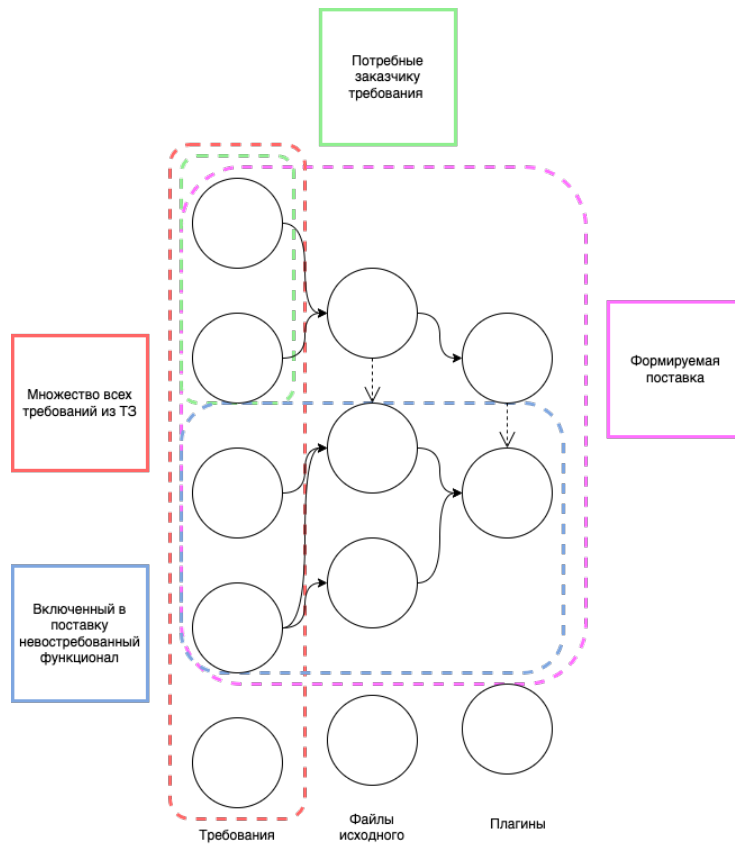 Потребные
заказчику
требования
Множество всех
требований из ТЗ
Формируемая
поставка
Включенный в
поставку
невостребованный
функционал
Требования
Файлы
исходного
Плагины